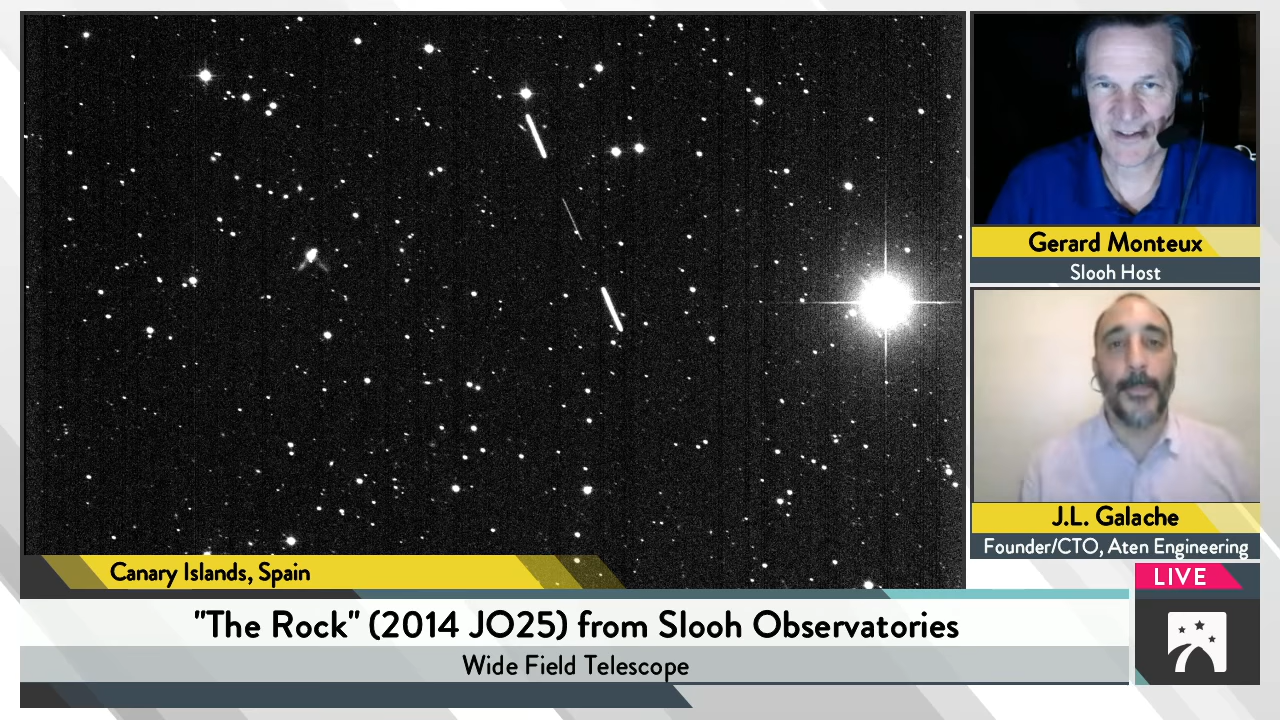 Gerard Monteux
Slooh Host
J.L. Galache
Founder/CTO, Aten Engineering
Canary Islands, Spain
LIVE
"The Rock" (2014 JO25) from Slooh Observatories
Wide Field Telescope